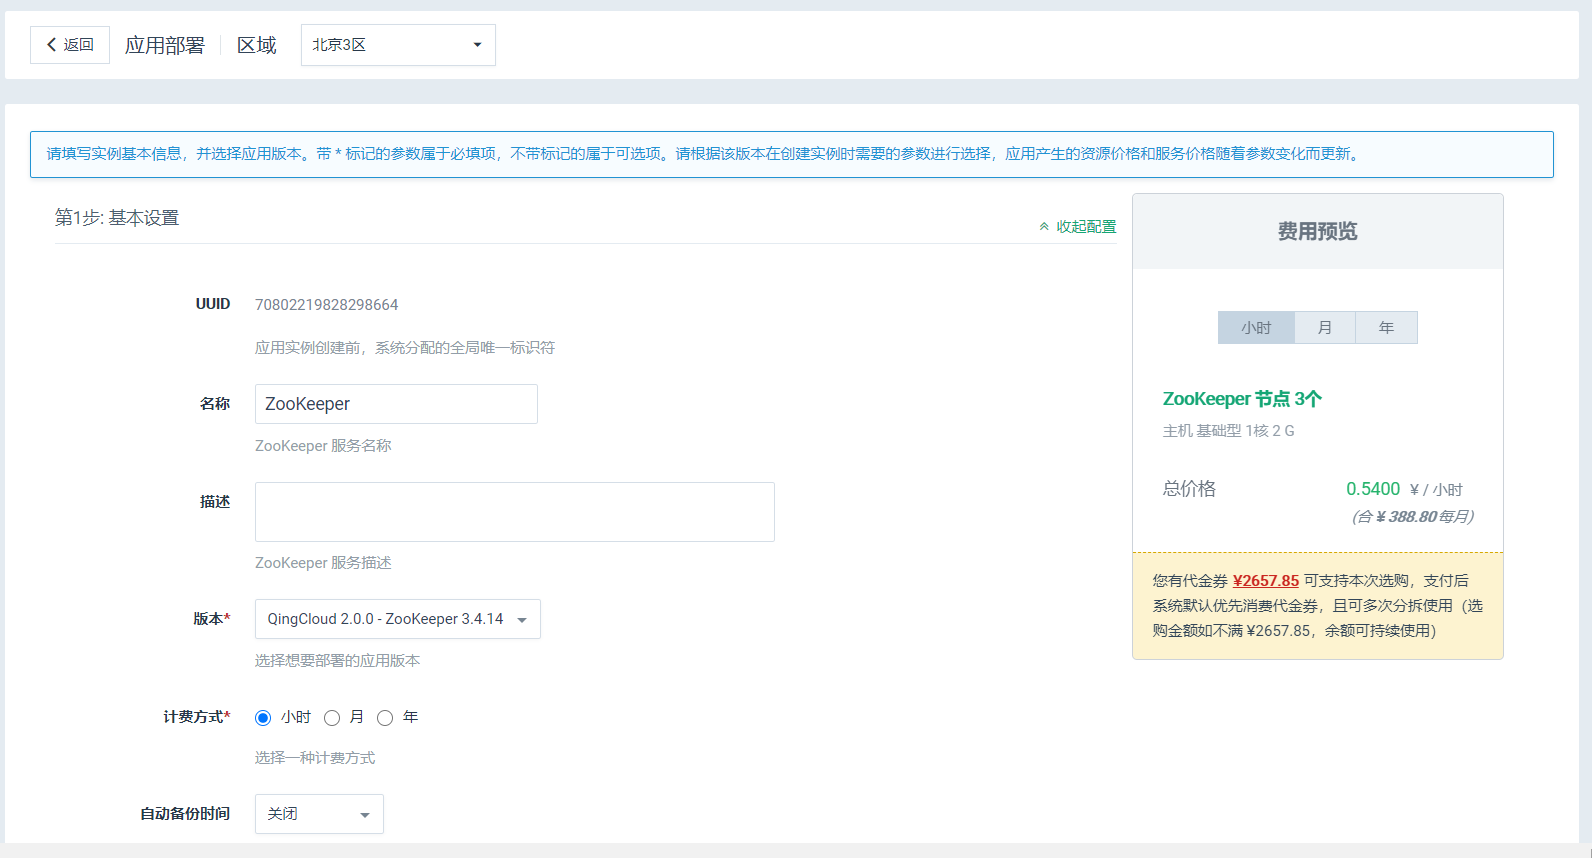 返回 应用部署 区域 北京3区
请填写实例基本信息，并选择应用版本。带 * 标记的参数属于必填项，不带标记的属于可选项。请根据该版本在创建实例时需要的参数进行选择，应用产生的资源价格和服务价格随着参数变化而更新。
第1步: 基本设置
收起配置
UUID 70802219828298664
应用实例创建前，系统分配的全局唯一标识符
名称 ZooKeeper
ZooKeeper 服务名称
描述
ZooKeeper 服务描述
版本* QingCloud 2.0.0 - ZooKeeper 3.4.14
选择想要部署的应用版本
计费方式* 小时 月 年
选择一种计费方式
自动备份时间 关闭
费用预览
小时 月 年
ZooKeeper 节点 3个
主机 基础型 1核 2 G
总价格 0.5400 ¥ / 小时
(合 ¥ 388.80 每月)
您有代金券 ¥2657.85 可支持本次选购，支付后
系统默认优先消费代金券，且可多次分拆使用（选
购金额如不满 ¥2657.85，余额可持续使用）